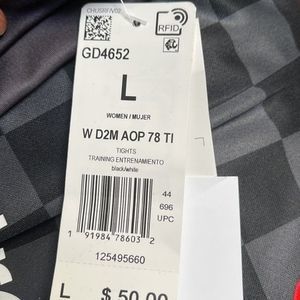 CHUSRFIV02
RFID
GD4652
L
WOMEN / MUJER
W D2M AOP 78 TI
TIGHTS
TRAINING ENTRENAMIENTO
black/white
44
696
UPC
1 91984 78603 2
125495660
L $ 50.00